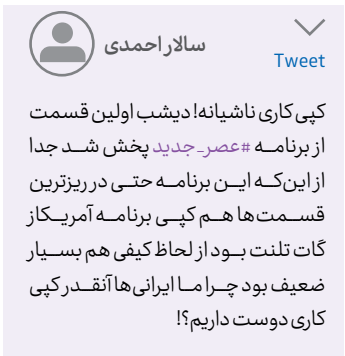 سالار احمدی
Tweet
کپی کاری ناشیانه! دیشب اولین قسمت
از برنامه #عصر_جدید پخش شد جدا
از این‌که این برنامه حتی در ریزترین
قسمت‌ها هم کپی برنامه آمریکاز
گات تلنت بود از لحاظ کیفی هم بسیار
ضعیف بود چرا ما ایرانی‌ها آنقدر کپی
کاری دوست داریم؟!